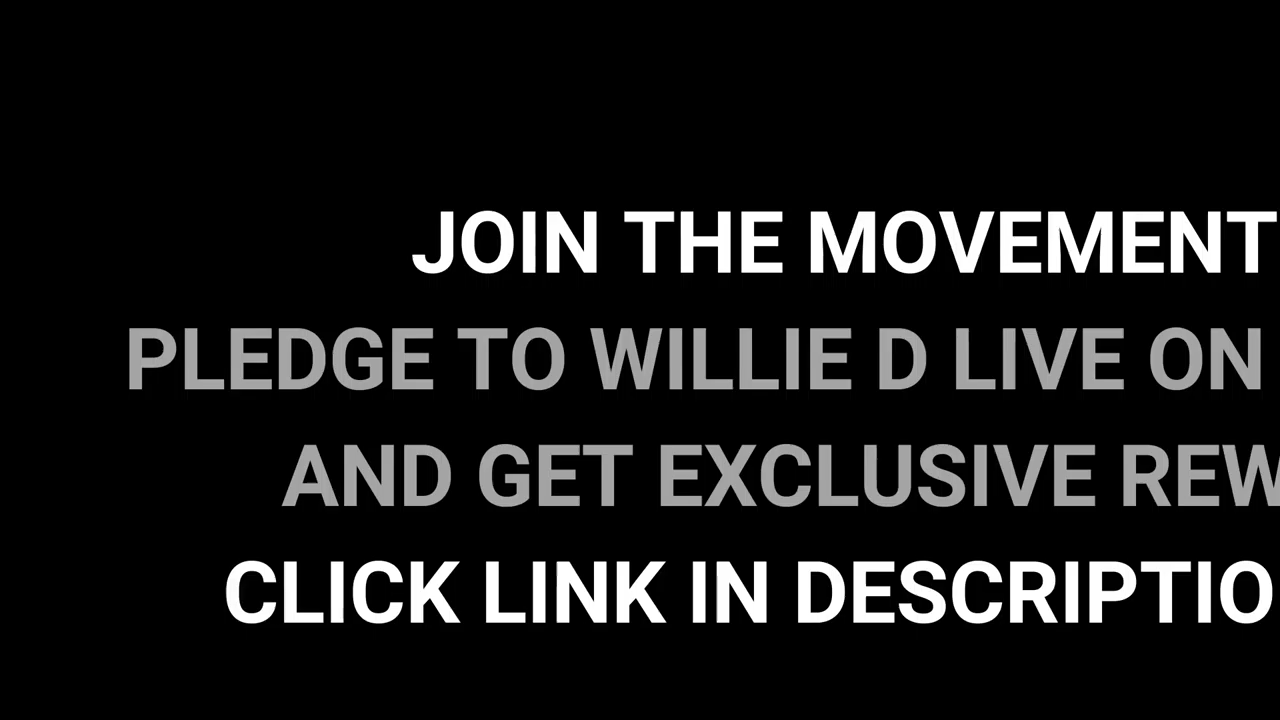 JOIN THE MOVEMENT
PLEDGE TO WILLIE D LIVE ON
AND GET EXCLUSIVE REW
CLICK LINK IN DESCRIPTIO